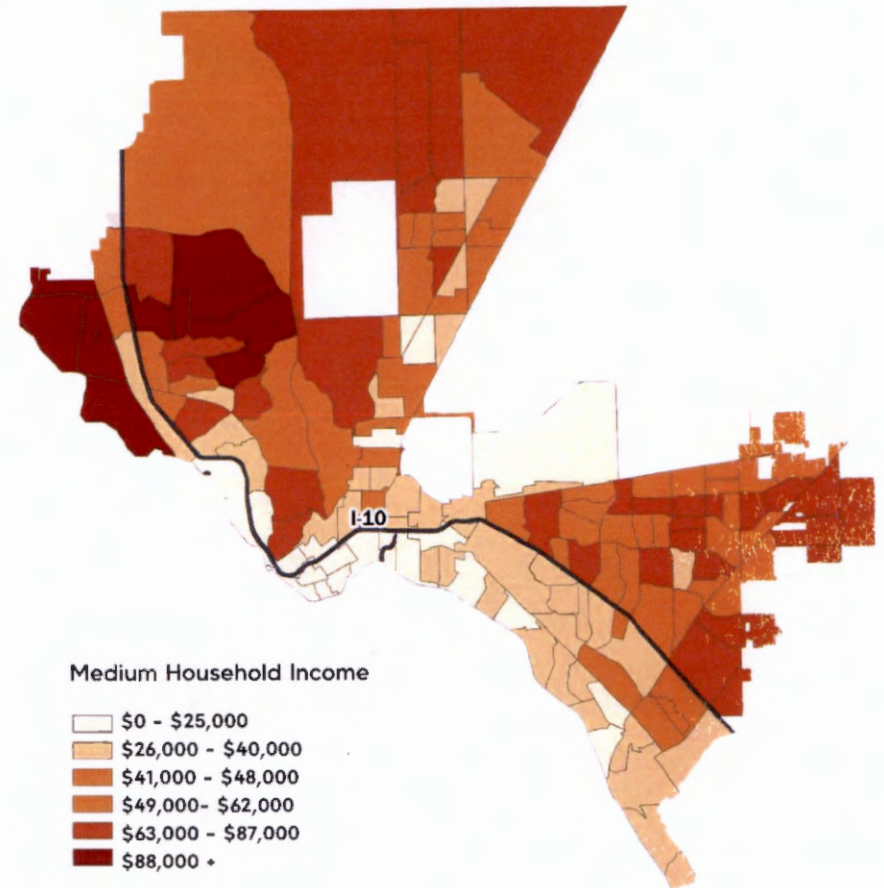 I-10
Medium Household Income
$0 - $25,000
$26,000 - $40,000
$41,000 - $48,000
$49,000- $62,000
$63,000 - $87,000
$88,000 +